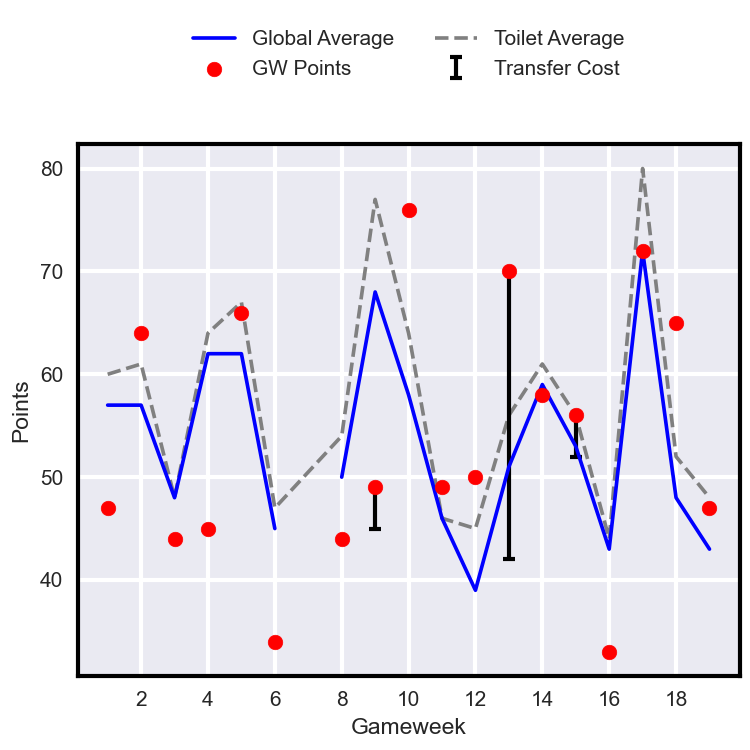 Global Average
Toilet Average
GW Points
Transfer Cost
80
70
60
50
40
Points
2 4 6 8 10 12 14 16 18
Gameweek